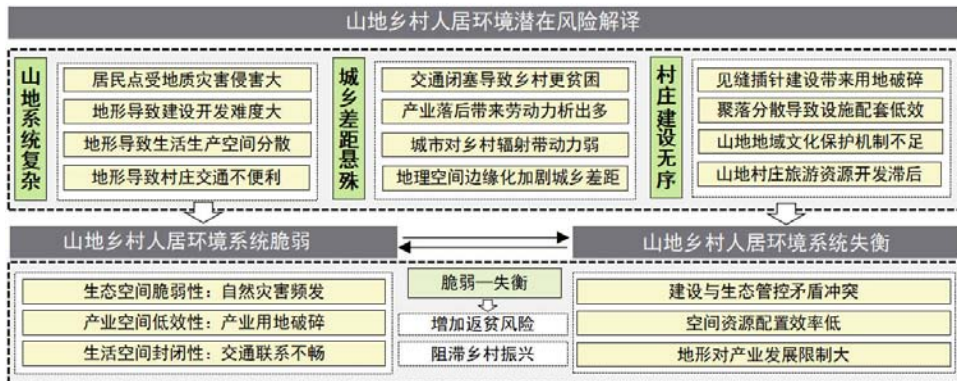 山地乡村人居环境潜在风险解译
山地系统复杂
居民点受地质灾害侵害大
地形导致建设开发难度大
地形导致生活生产空间分散
地形导致村庄交通不便利
城乡差距悬殊
交通闭塞导致乡村更贫困
产业落后带来劳动力析出多
城市对乡村辐射带动力弱
地理空间边缘化加剧城乡差距
村庄建设无序
见缝插针建设带来用地破碎
聚落分散导致设施配套低效
山地地域文化保护机制不足
山地村庄旅游资源开发滞后
山地乡村人居环境系统脆弱
山地乡村人居环境系统失衡
生态空间脆弱性：自然灾害频发
产业空间低效性：产业用地破碎
生活空间封闭性：交通联系不畅
脆弱—失衡
增加返贫风险
阻滞乡村振兴
建设与生态管控矛盾冲突
空间资源配置效率低
地形对产业发展限制大